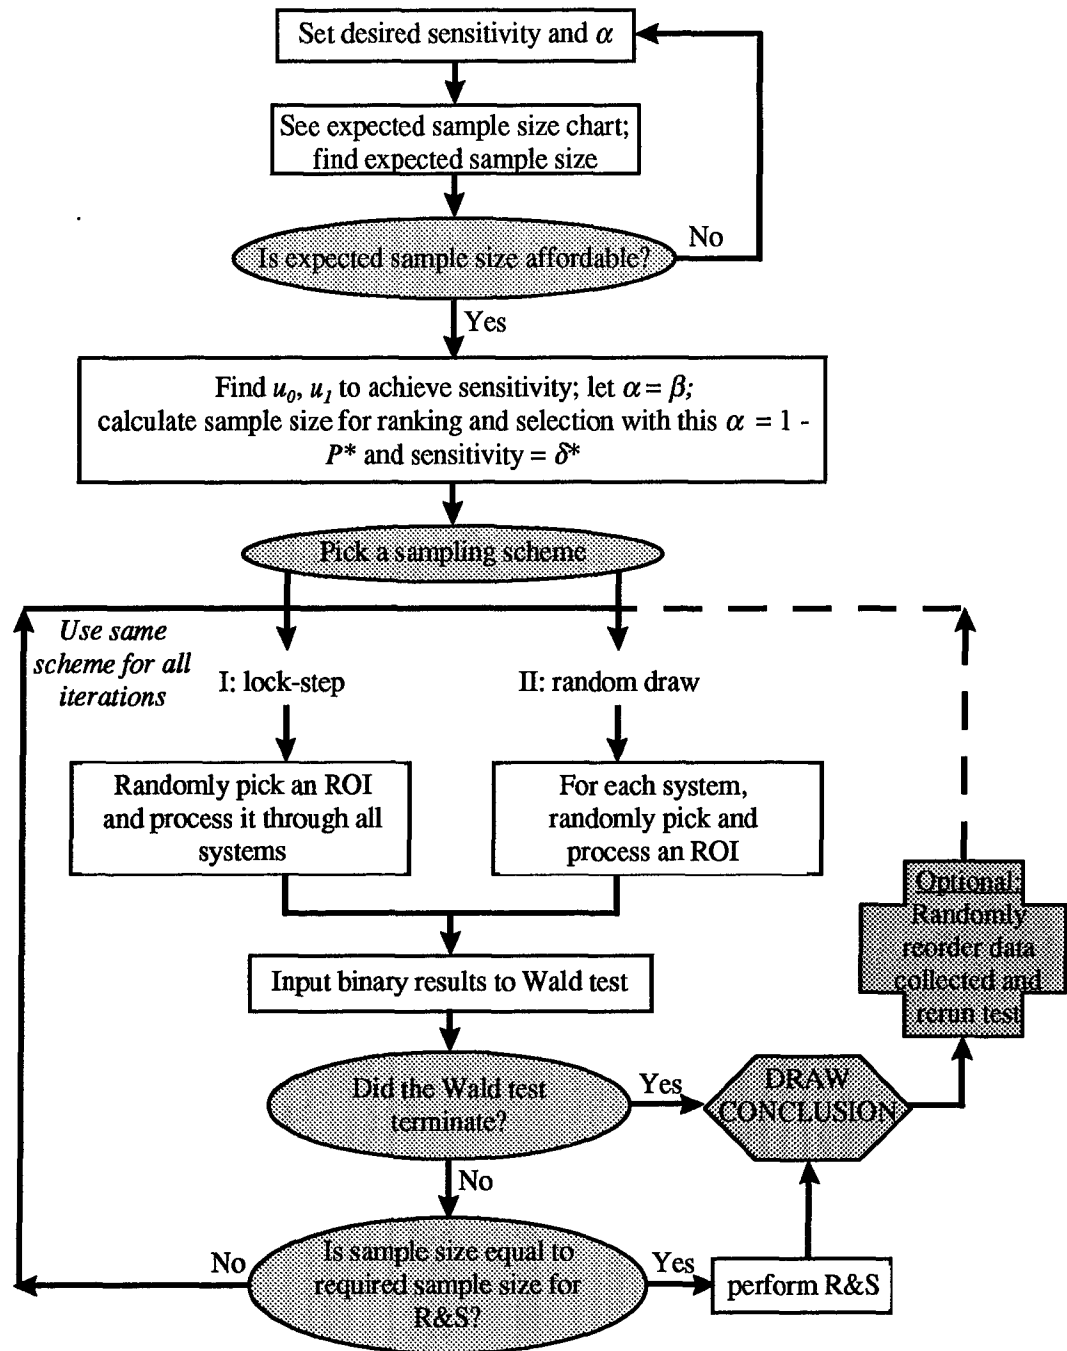 Set desired sensitivity and α
See expected sample size chart;
find expected sample size
Is expected sample size affordable?
No
Yes
Find u₀, u₁ to achieve sensitivity; let α = β;
calculate sample size for ranking and selection with this α = 1 -
P* and sensitivity = δ*
Pick a sampling scheme
Use same
scheme for all
iterations
I: lock-step
II: random draw
Randomly pick an ROI
and process it through all
systems
For each system,
randomly pick and
process an ROI
Optional:
Randomly
reorder data
collected and
rerun test
Input binary results to Wald test
Did the Wald test
terminate?
Yes
DRAW
CONCLUSION
No
Is sample size equal to
required sample size for
R&S?
No
Yes
perform R&S